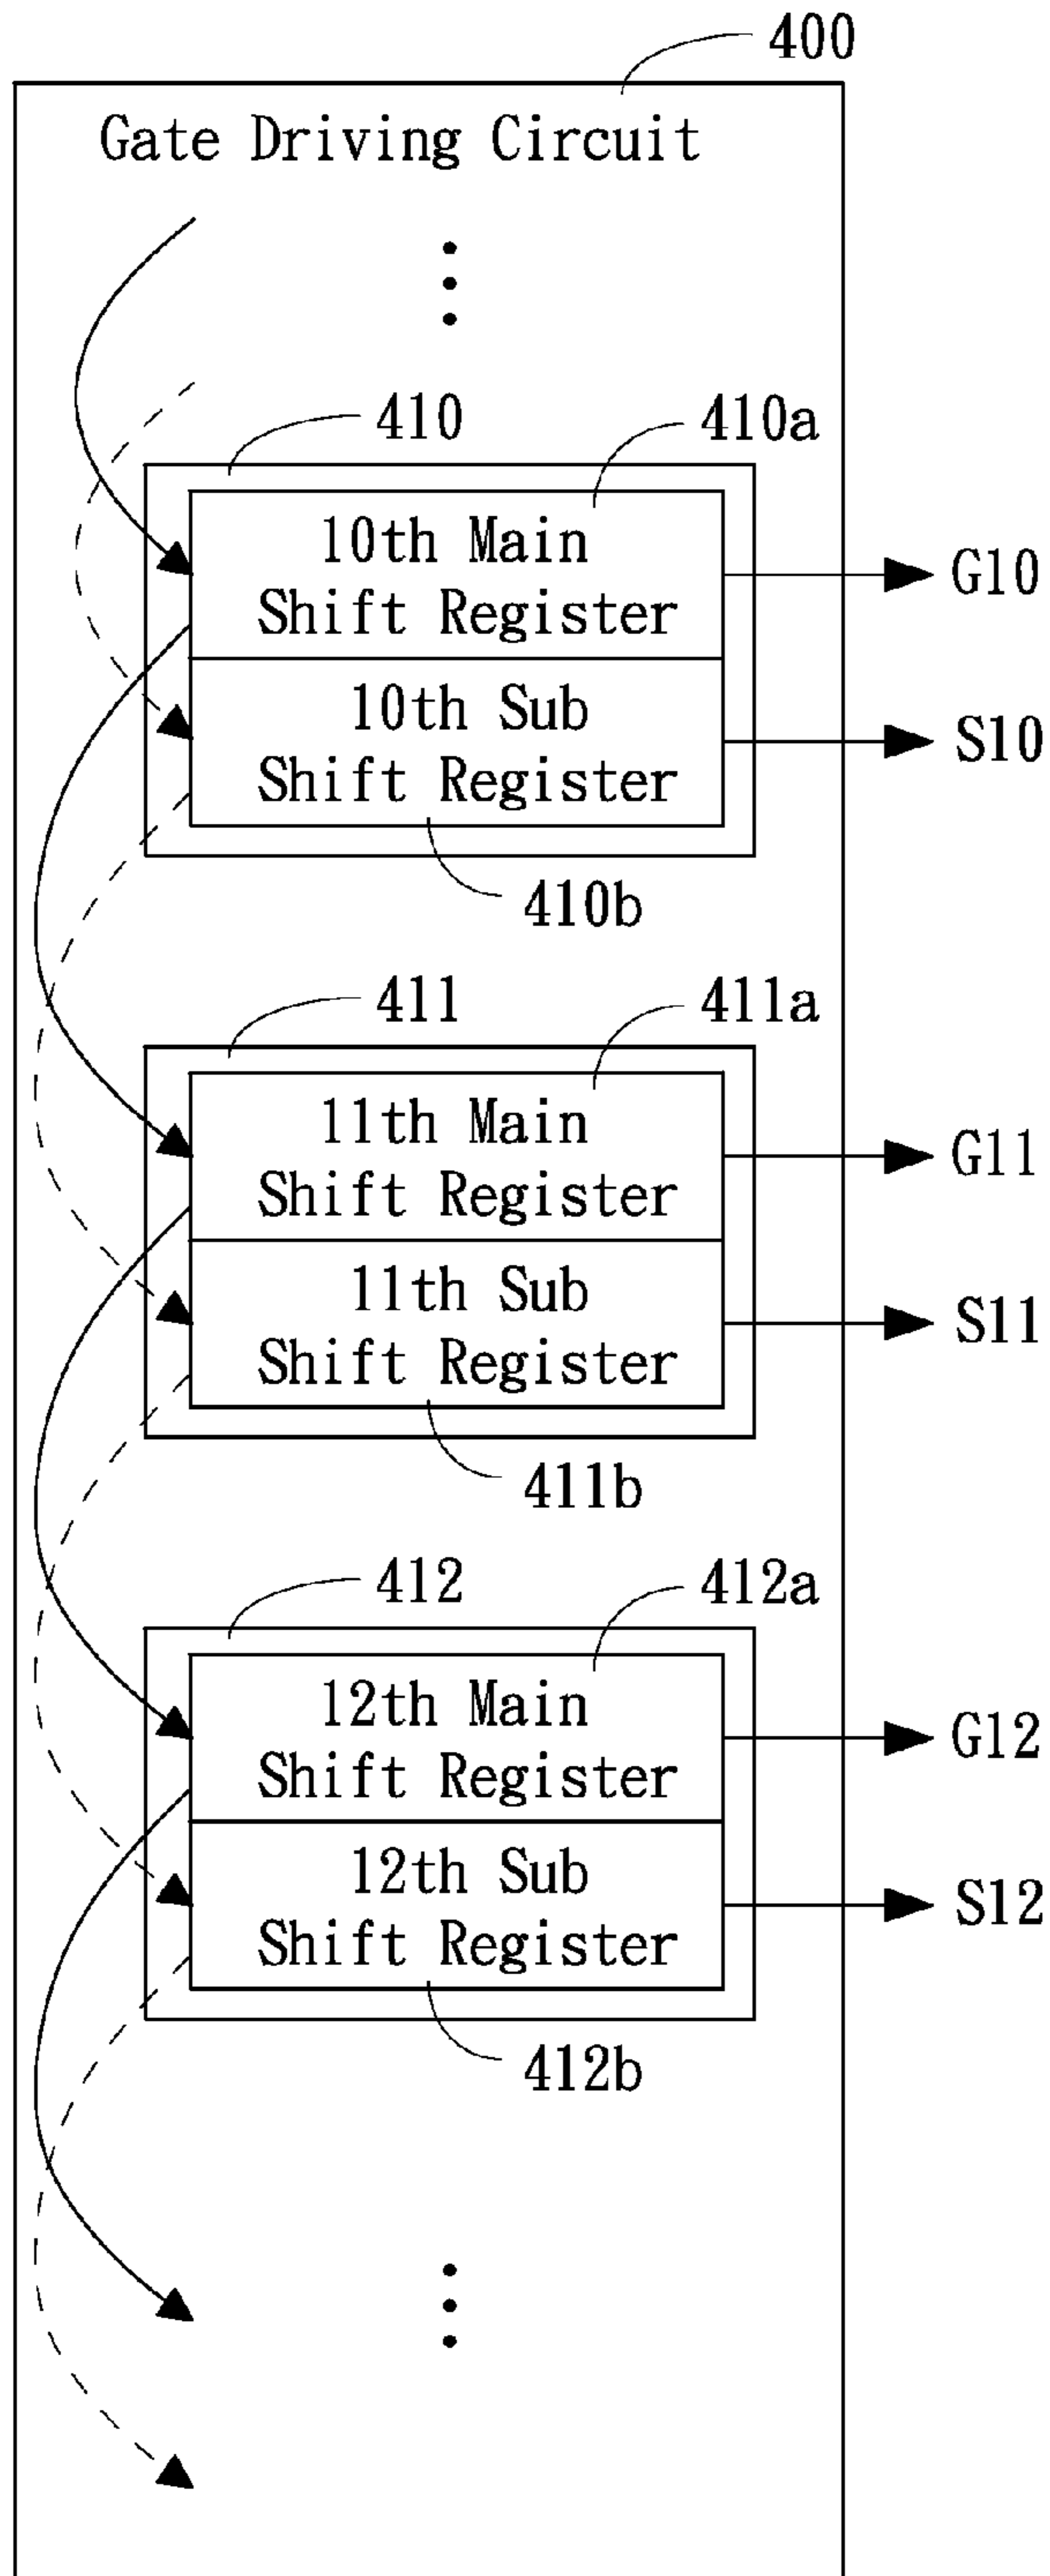 400
Gate Driving Circuit
410
410a
10th Main
Shift Register
G10
10th Sub
Shift Register
S10
410b
411
411a
11th Main
Shift Register
G11
11th Sub
Shift Register
S11
411b
412
412a
12th Main
Shift Register
G12
12th Sub
Shift Register
S12
412b